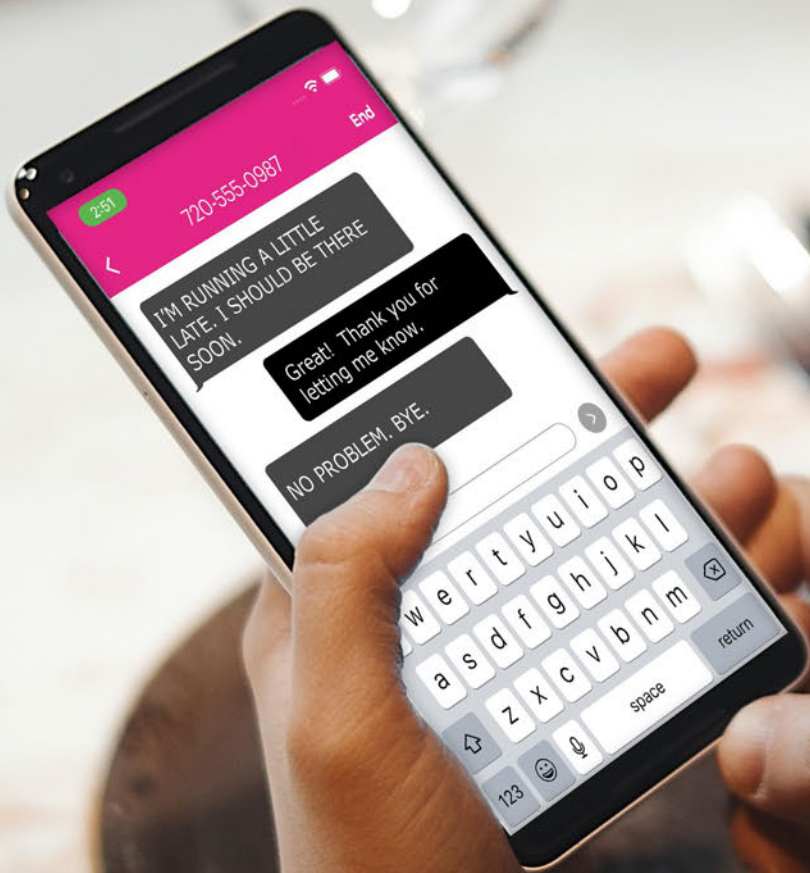 End
2:51
720-555-0987
I'M RUNNING A LITTLE
LATE. I SHOULD BE THERE
SOON.
Great! Thank you for
letting me know.
NO PROBLEM. BYE.
w e r t y u i o p
a s d f g h j k l
z x c v b n m
123 space return